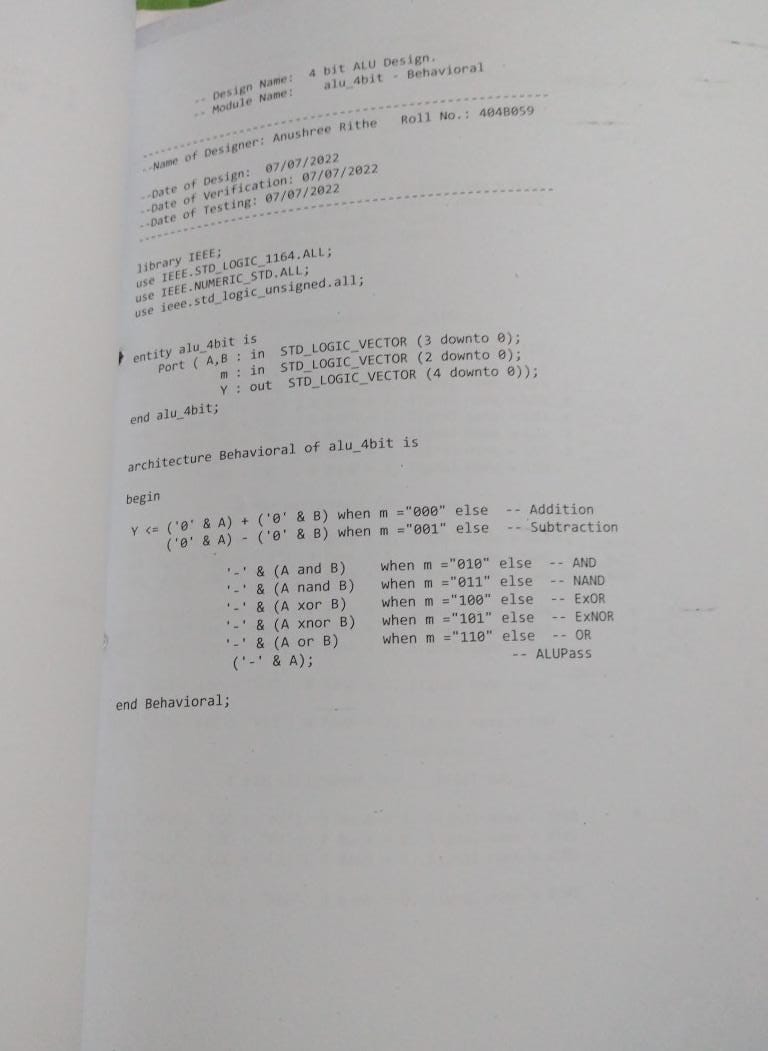 -- Design Name:  4 bit ALU Design.
-- Module Name:    alu_4bit - Behavioral
--------------------------------------------------
--Name of Designer: Anushree Rithe   Roll No.: 404B059
--Date of Design:  07/07/2022
--Date of Verification: 07/07/2022
--Date of Testing: 07/07/2022
--------------------------------------------------
library IEEE;
use IEEE.STD_LOGIC_1164.ALL;
use IEEE.NUMERIC_STD.ALL;
use ieee.std_logic_unsigned.all;
entity alu_4bit is
Port ( A,B : in  STD_LOGIC_VECTOR (3 downto 0);
m : in  STD_LOGIC_VECTOR (2 downto 0);
Y : out  STD_LOGIC_VECTOR (4 downto 0));
end alu_4bit;
architecture Behavioral of alu_4bit is
begin
Y <= ('0' & A) + ('0' & B) when m ="000" else  -- Addition
('0' & A) - ('0' & B) when m ="001" else  -- Subtraction
'-' & (A and B)    when m ="010" else  -- AND
'-' & (A nand B)   when m ="011" else  -- NAND
'-' & (A xor B)    when m ="100" else  -- ExOR
'-' & (A xnor B)   when m ="101" else  -- ExNOR
'-' & (A or B)     when m ="110" else  -- OR
('-' & A);                             -- ALUPass
end Behavioral;